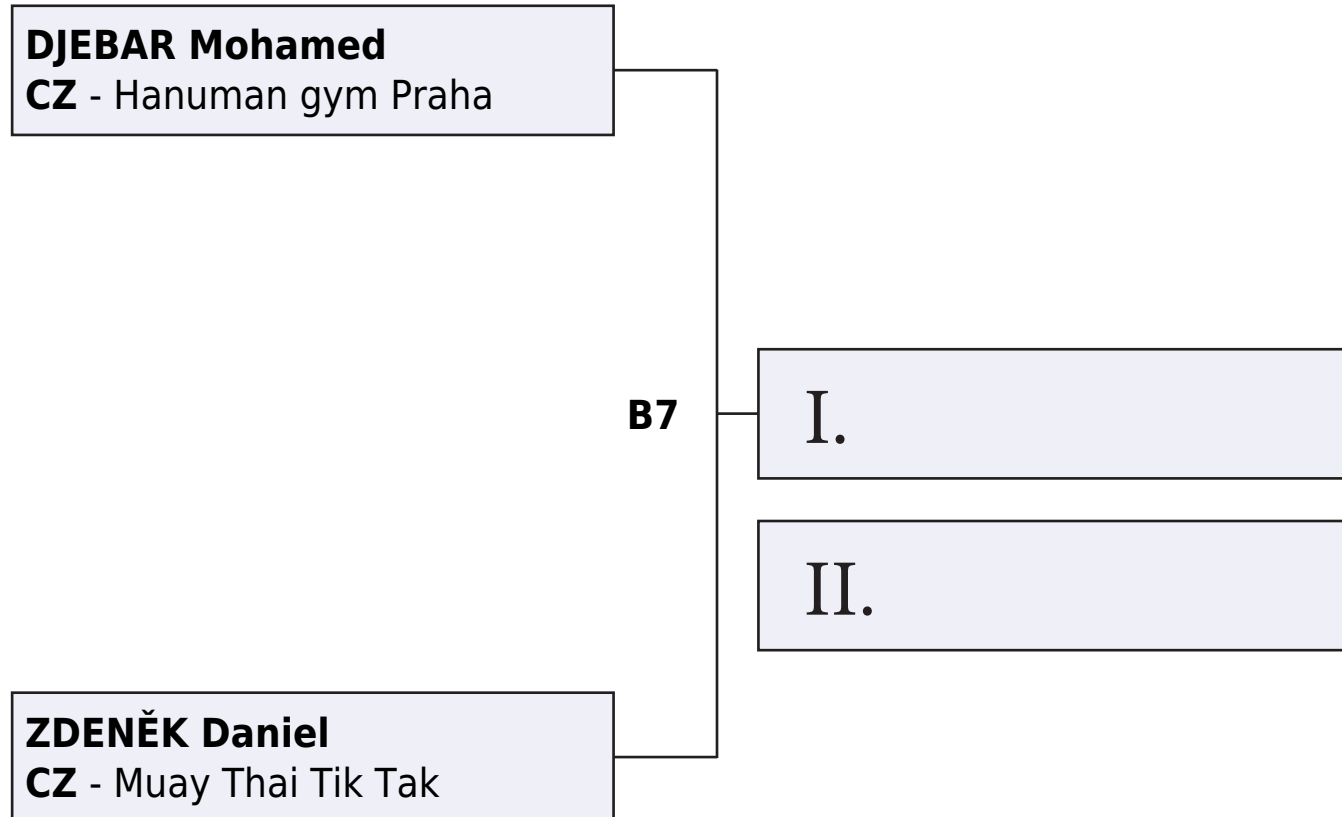 DJEBAR Mohamed
CZ - Hanuman gym Praha
B7
I.
II.
ZDENĚK Daniel
CZ - Muay Thai Tik Tak